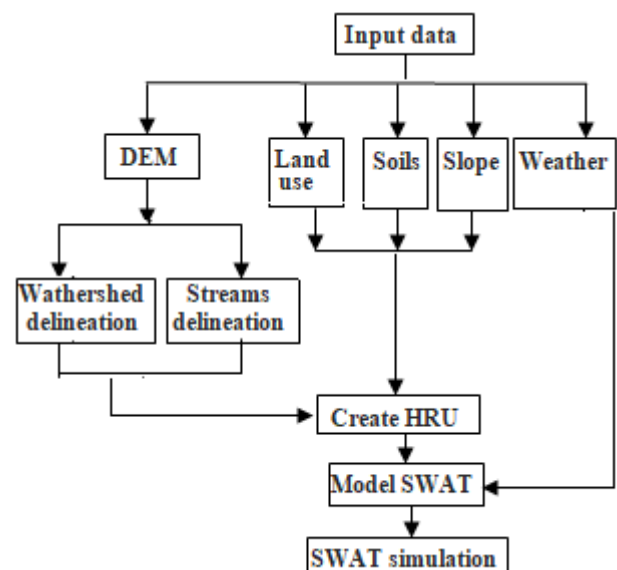 Input data
DEM
Land
use
Soils
Slope
Weather
Wathershed
delineation
Streams
delineation
Create HRU
Model SWAT
SWAT simulation